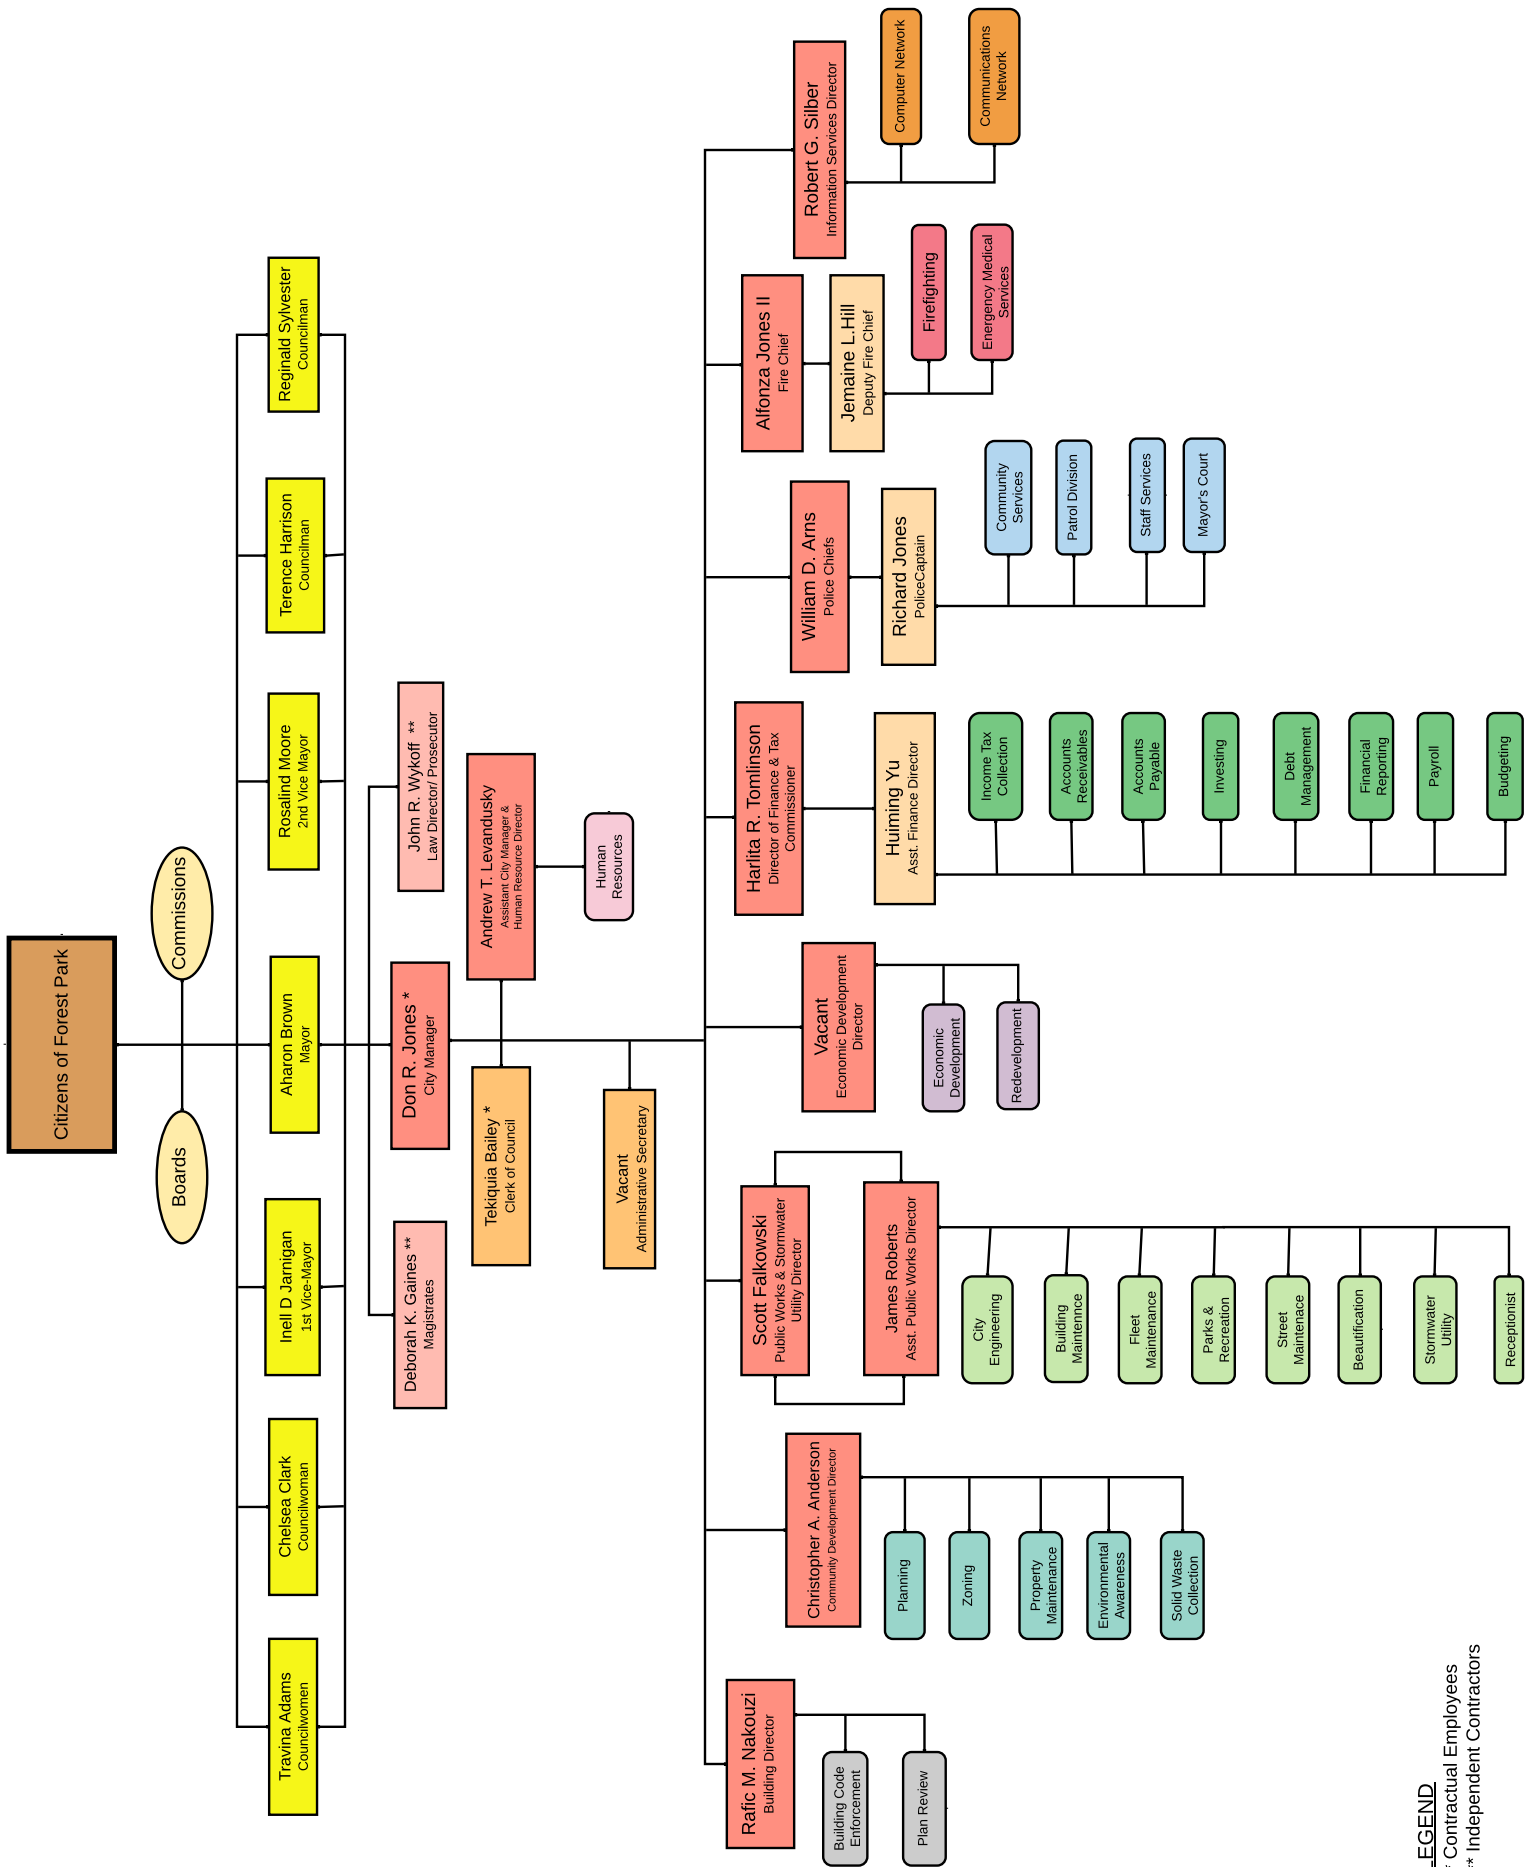 Citizens of Forest Park
Boards
Commissions
Travina Adams
Councilwomen
Chelsea Clark
Councilwoman
Inell D Jarnigan
1st Vice-Mayor
Aharon Brown
Mayor
Rosalind Moore
2nd Vice Mayor
Terence Harrison
Councilman
Reginald Sylvester
Councilman
Deborah K. Gaines **
Magistrates
Don R. Jones *
City Manager
John R. Wykoff **
Law Director/ Prosecutor
Tekiquia Bailey *
Clerk of Council
Andrew T. Levandusky
Assistant City Manager &
Human Resource Director
Human
Resources
Vacant
Administrative Secretary
Rafic M. Nakouzi
Building Director
Building Code
Enforcement
Plan Review
Christopher A. Anderson
Community Development Director
Planning
Zoning
Property
Maintenance
Environmental
Awareness
Solid Waste
Collection
Scott Falkowski
Public Works & Stormwater
Utility Director
James Roberts
Asst. Public Works Director
City
Engineering
Building
Maintennce
Fleet
Maintenance
Parks &
Recreation
Street
Maintenace
Beautification
Stormwater
Utility
Receptionist
Vacant
Economic Development
Director
Economic
Development
Redevelopment
Harlita R. Tomlinson
Director of Finance & Tax
Commissioner
Huiming Yu
Asst. Finance Director
Income Tax
Collection
Accounts
Receivables
Accounts
Payable
Investing
Debt
Management
Financial
Reporting
Payroll
Budgeting
William D. Arns
Police Chiefs
Richard Jones
PoliceCaptain
Community
Services
Patrol Division
Staff Services
Mayor's Court
Alfonza Jones II
Fire Chief
Jemaine L.Hill
Deputy Fire Chief
Firefighting
Emergency Medical
Services
Robert G. Silber
Information Services Director
Computer Network
Communications
Network
LEGEND
* Contractual Employees
** Independent Contractors